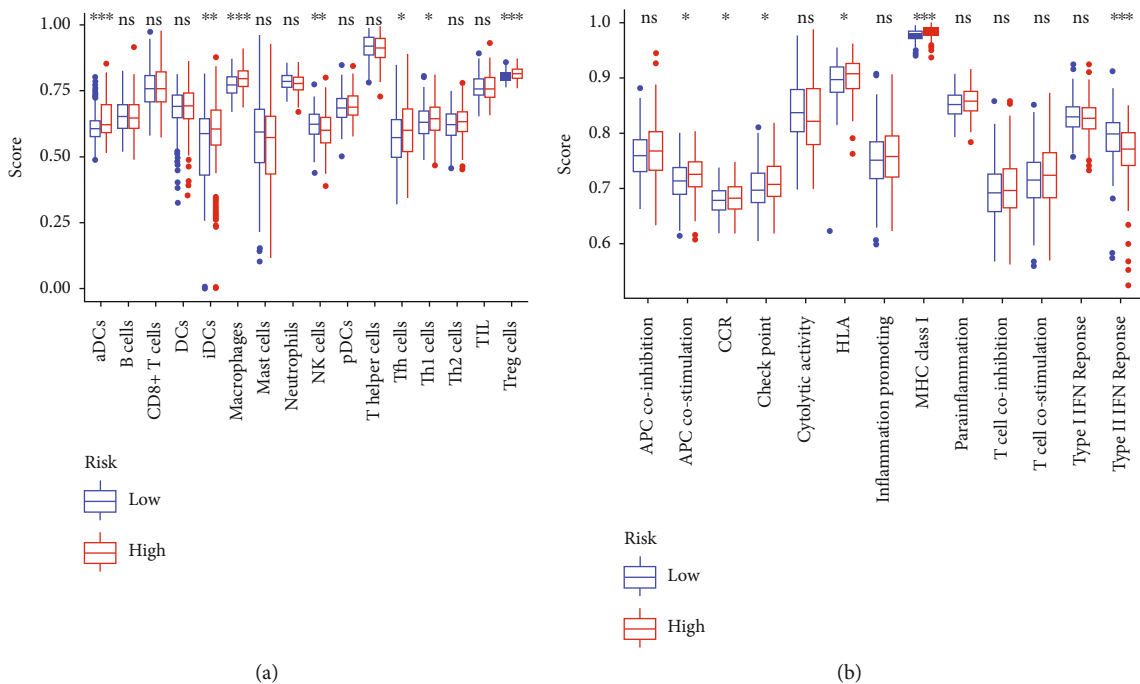 *** ns ns ns ** *** ns ns ** ns ns * * ns ns ***
1.00
0.75
0.50
0.25
0.00
Score
aDCs
B cells
CD8+ T cells
DCs
iDCs
Macrophages
Mast cells
Neutrophils
NK cells
pDCs
T helper cells
Tfh cells
Th1 cells
Th2 cells
TIL
Treg cells
Risk
Low
High
(a)
ns * * * ns * ns *** ns ns ns ns ***
1.0
0.9
0.8
0.7
0.6
Score
APC co-inhibition
APC co-stimulation
CCR
Check point
Cytolytic activity
HLA
Inflammation promoting
MHC class I
Parainflammation
T cell co-inhibition
T cell co-stimulation
Type I IFN Reponse
Type II IFN Reponse
Risk
Low
High
(b)